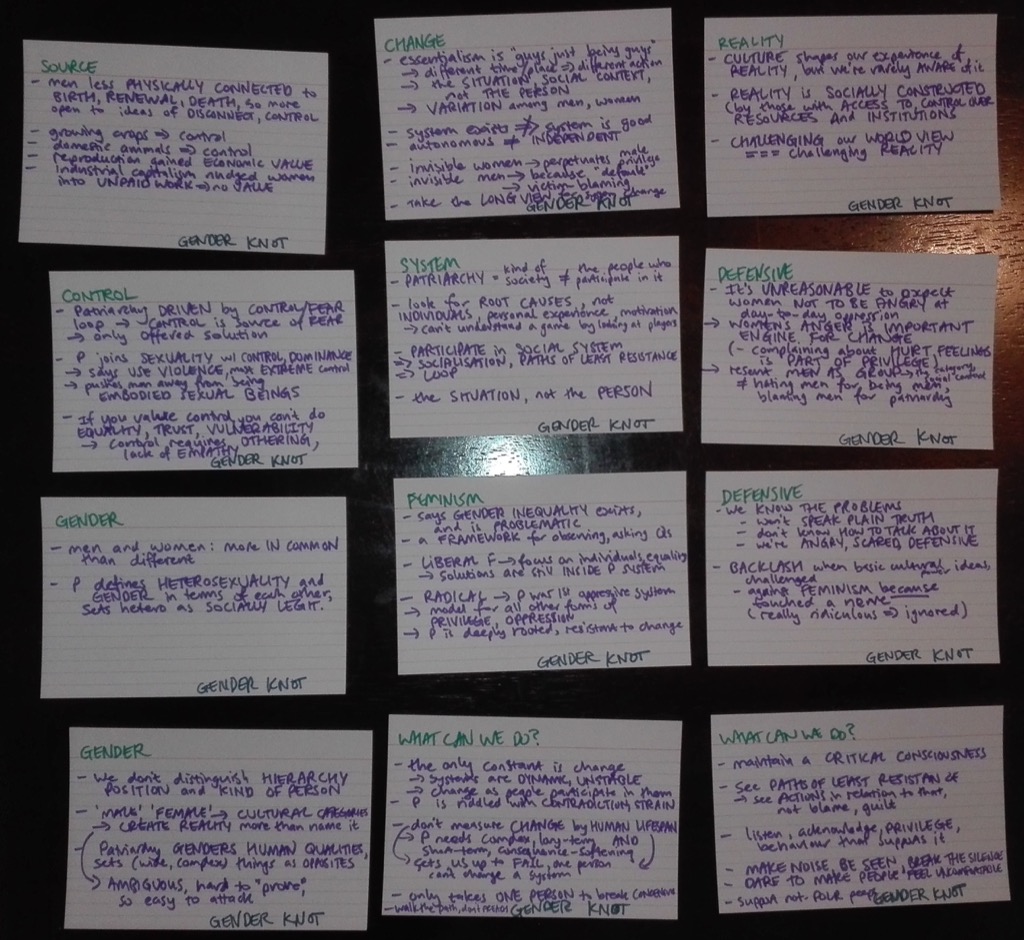 SOURCE
- men less PHYSICALLY CONNECTED to
BIRTH, RENEWAL, DEATH, so more
open to ideas of DISCONNECT, CONTROL
- growing crops → control
- domestic animals → control
- reproduction gained ECONOMIC VALUE
- industrial capitalism nudged women
into UNPAID WORK ⇒ no VALUE
GENDER KNOT
CHANGE
- essentialism is "guys just being guys"
→ different time/place ⇒ different action
→ the SITUATION, SOCIAL CONTEXT,
not THE PERSON
→ VARIATION among men, women
- system exists ⇏ system is good
- autonomous ≠ INDEPENDENT
- invisible women → perpetuates male privilege
- invisible men → because "default"
→ victim-blaming
- Take the LONG VIEW change
GENDER KNOT
REALITY
- CULTURE shapes our experience of
REALITY, but we're rarely AWARE of it
- REALITY is SOCIALLY CONSTRUCTED
(by those with ACCESS TO, CONTROL OVER
RESOURCES AND INSTITUTIONS
- CHALLENGING our WORLD VIEW
=== challenging REALITY
GENDER KNOT
CONTROL
- Patriarchy DRIVEN by CONTROL/FEAR
loop → CONTROL is source of FEAR
→ only offered solution
- P joins SEXUALITY w/ CONTROL, DOMINANCE
→ says use VIOLENCE, most EXTREME control
→ pushes man away from being
EMBODIED SEXUAL BEINGS
- If you value control, you can't do
EQUALITY, TRUST, VULNERABILITY
→ control requires OTHERING,
lack of EMPATHY
GENDER KNOT
SYSTEM
- PATRIARCHY = kind of society ≠ the people who participate in it
- look for ROOT CAUSES, not
INDIVIDUALS, personal experience, motivation
→ can't understand a game by looking at players
- PARTICIPATE in SOCIAL SYSTEM
⇒ SOCIALISATION, PATHS OF LEAST RESISTANCE
⇒ LOOP
- the SITUATION, not the PERSON
GENDER KNOT
DEFENSIVE
- It's UNREASONABLE to expect
women NOT TO BE ANGRY at
day-to-day oppression
→ WOMEN'S ANGER IS IMPORTANT
ENGINE FOR CHANGE
(- complaining about HURT FEELINGS
is PART OF PRIVILEGE)
→ resent MEN AS GROUP → category
≠ hating men for being men,
blaming men for patriarchy
GENDER KNOT
GENDER
- men and women: more IN COMMON
than different
- P defines HETEROSEXUALITY and
GENDER in terms of each other,
sets hetero as SOCIALLY LEGIT.
GENDER KNOT
FEMINISM
- says GENDER INEQUALITY exists,
and is PROBLEMATIC
- a FRAMEWORK for observing, asking Qs
- LIBERAL F → focus on individuals, equality
→ solutions are still INSIDE P SYSTEM
- RADICAL → P was 1st oppressive system
→ model for all other forms of
PRIVILEGE, OPPRESSION
→ P is deeply rooted, resistant to change
GENDER KNOT
DEFENSIVE
- We KNOW THE PROBLEMS
- won't SPEAK PLAIN TRUTH
- don't know HOW TO TALK ABOUT IT
- we're ANGRY, SCARED, DEFENSIVE
- BACKLASH when basic cultural power ideas,
challenged
- against FEMINISM because
touched a nerve
(really ridiculous ⇒ ignored)
GENDER KNOT
GENDER
- We don't distinguish HIERARCHY
POSITION and KIND OF PERSON
- 'MALE' 'FEMALE' → CULTURAL CATEGORIES
→ CREATE REALITY more than name it
- Patriarchy GENDERS HUMAN QUALITIES,
sets (wide, complex) things as OPPOSITES
→ AMBIGUOUS, hard to "prove",
so easy to attack
GENDER KNOT
WHAT CAN WE DO?
- the only constant is change
→ systems are DYNAMIC, UNSTABLE
→ change as people participate in them
- P is riddled with CONTRADICTION, STRAIN
- don't measure CHANGE by HUMAN LIFESPAN
→ P needs complex, long-term AND
short-term, consequence-softening
→ sets us up to FAIL, one person
can't change a system
- only takes ONE PERSON to break
- walk the path, don't
GENDER KNOT
WHAT CAN WE DO?
- maintain a CRITICAL CONSCIOUSNESS
- see PATHS OF LEAST RESISTANCE
→ see ACTIONS in relation to that,
not blame, guilt
- listen, acknowledge PRIVILEGE,
behaviour that supports it
- MAKE NOISE, BE SEEN, BREAK THE SILENCE
- DARE TO MAKE PEOPLE FEEL UNCOMFORTABLE
- support not-
GENDER KNOT